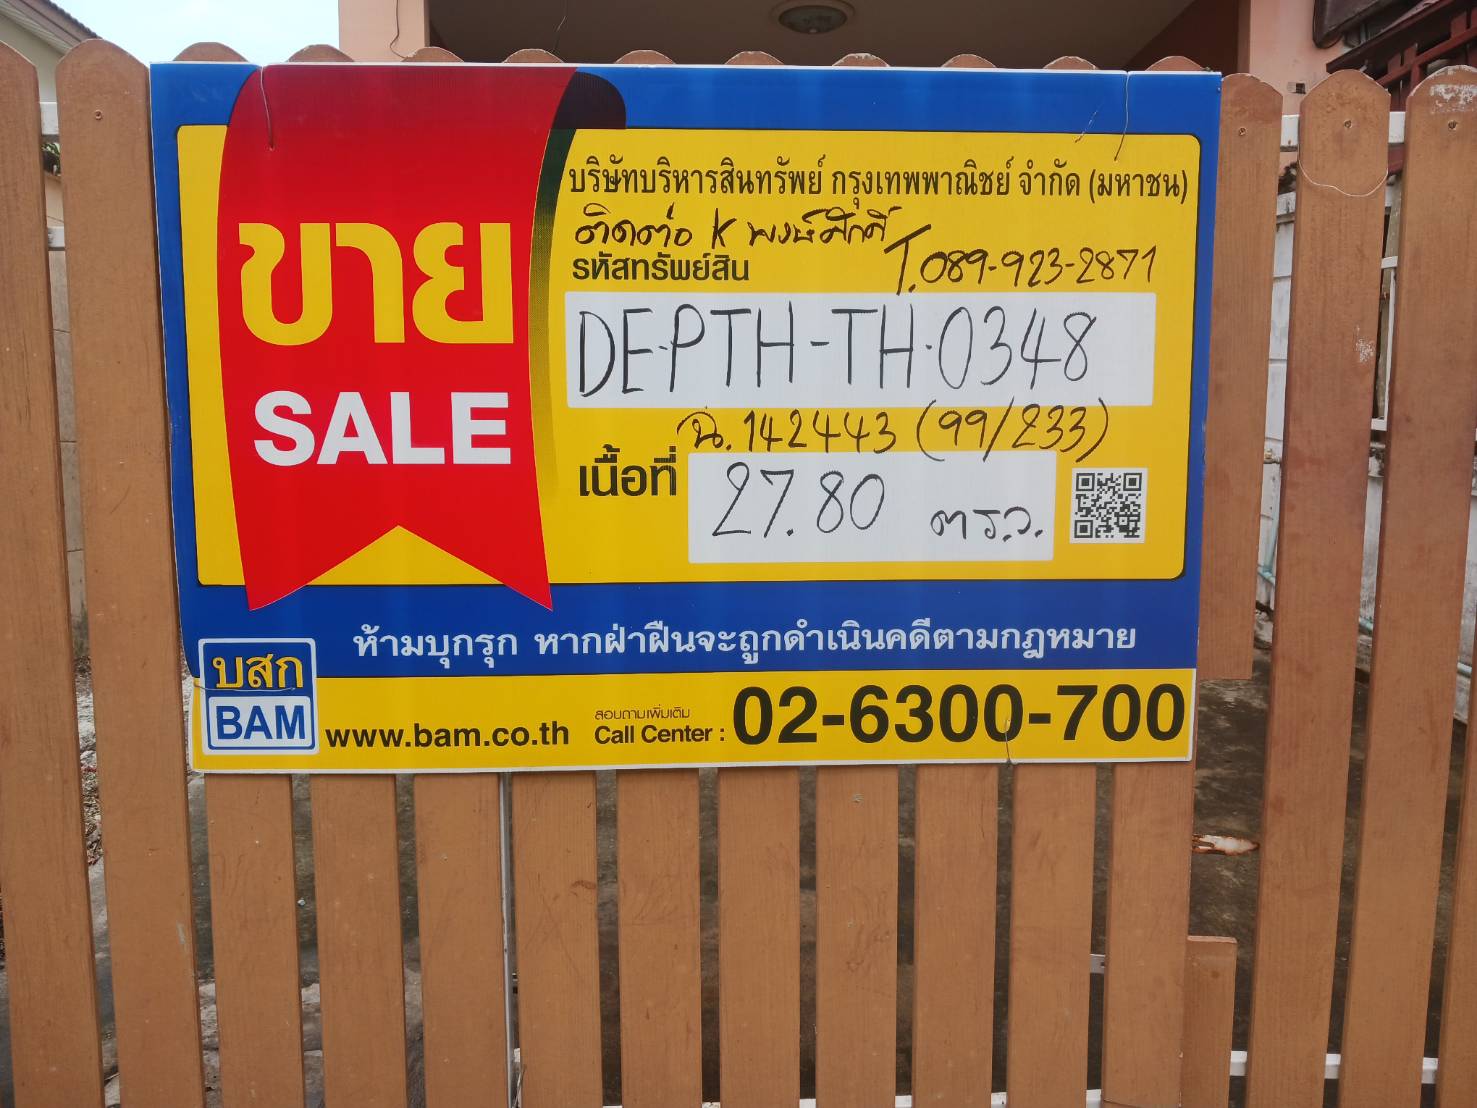 ขาย
SALE
บริษัทบริหารสินทรัพย์ กรุงเทพพาณิชย์ จำกัด (มหาชน)
ติดต่อ K พงษ์ศักดิ์ T.089-923-2871
รหัสทรัพย์สิน
DE-PTH-TH-0348
ฉ.142443 (99/233)
เนื้อที่ 27.80 ตร.ว.
ห้ามบุกรุก หากฝ่าฝืนจะถูกดำเนินคดีตามกฎหมาย
บสก
BAM
www.bam.co.th
สอบถามเพิ่มเติม
Call Center : 02-6300-700